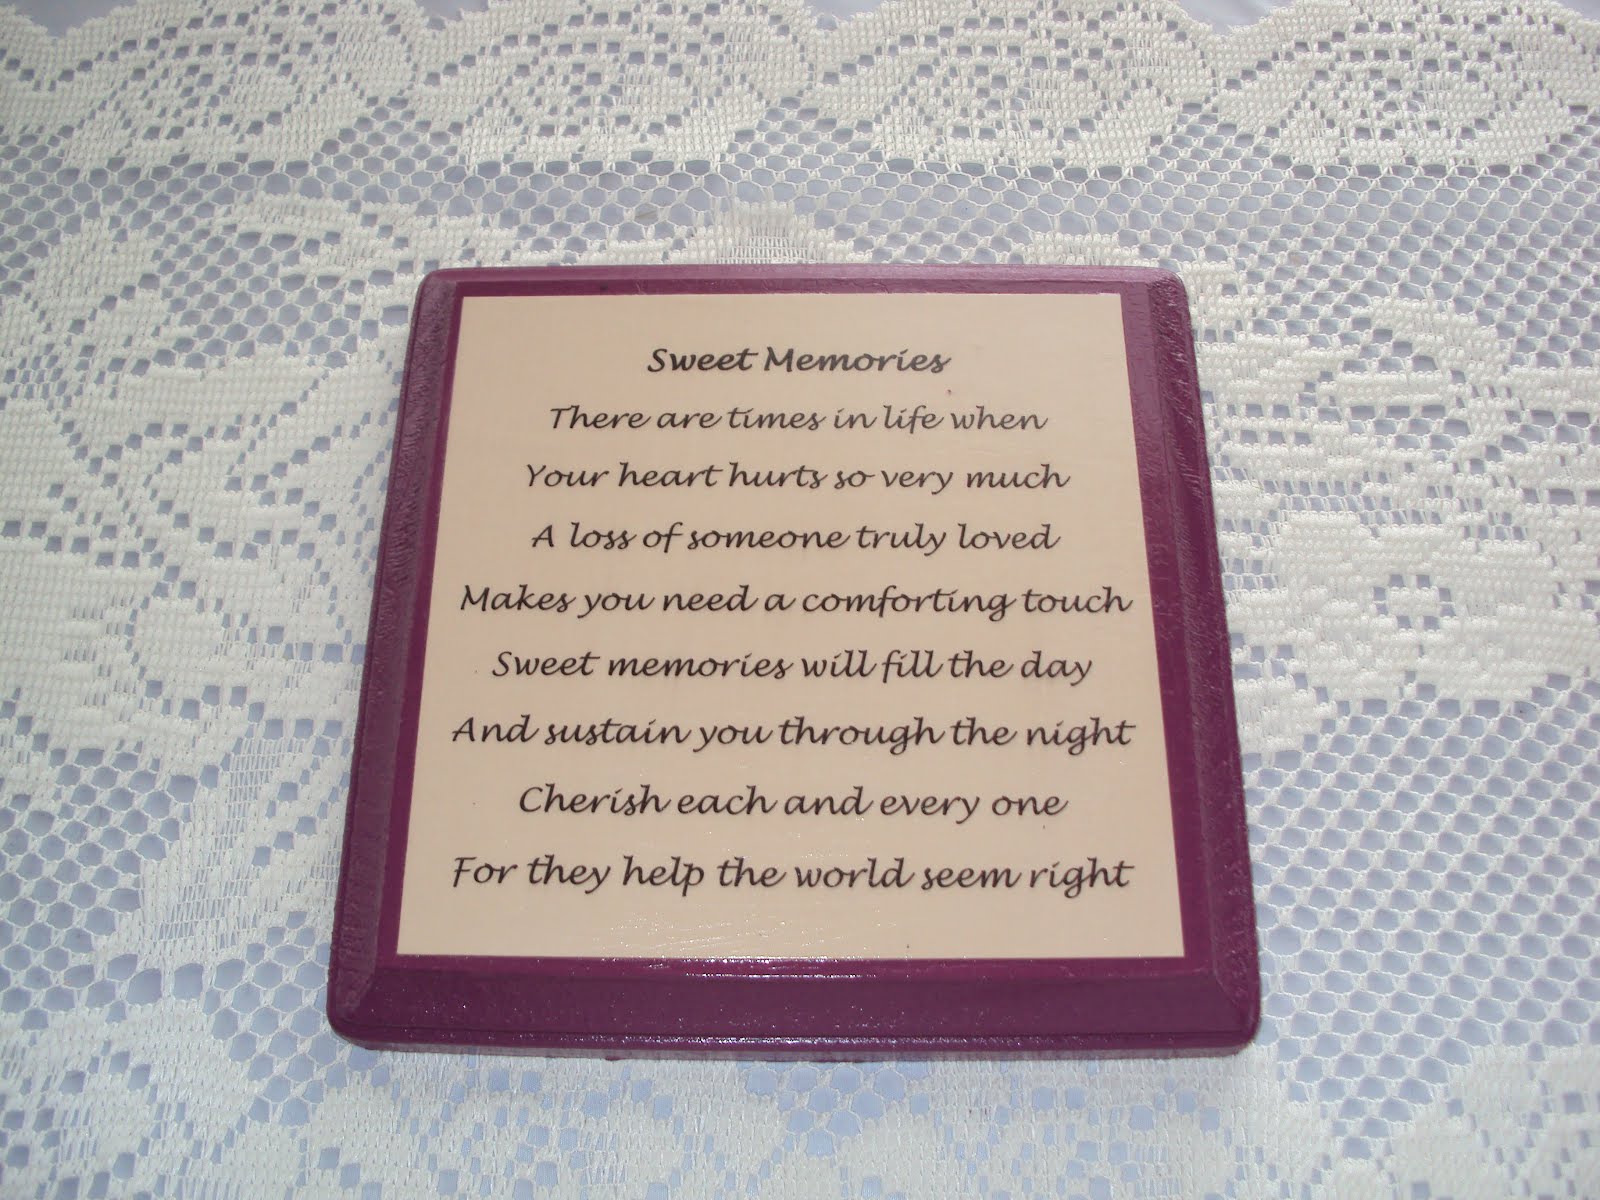 Sweet Memories
There are times in life when
Your heart hurts so very much
A loss of someone truly loved
Makes you need a comforting touch
Sweet memories will fill the day
And sustain you through the night
Cherish each and every one
For they help the world seem right